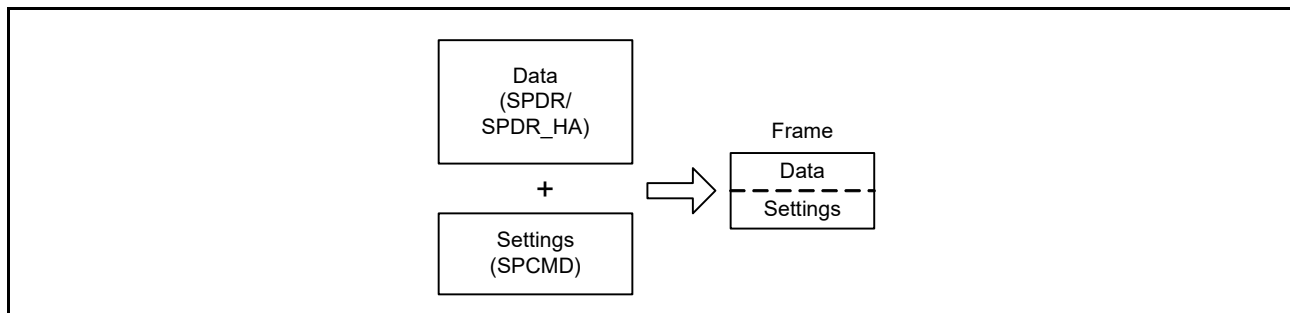 Data
(SPDR/
SPDR_HA)
+
Settings
(SPCMD)
Frame
Data
Settings